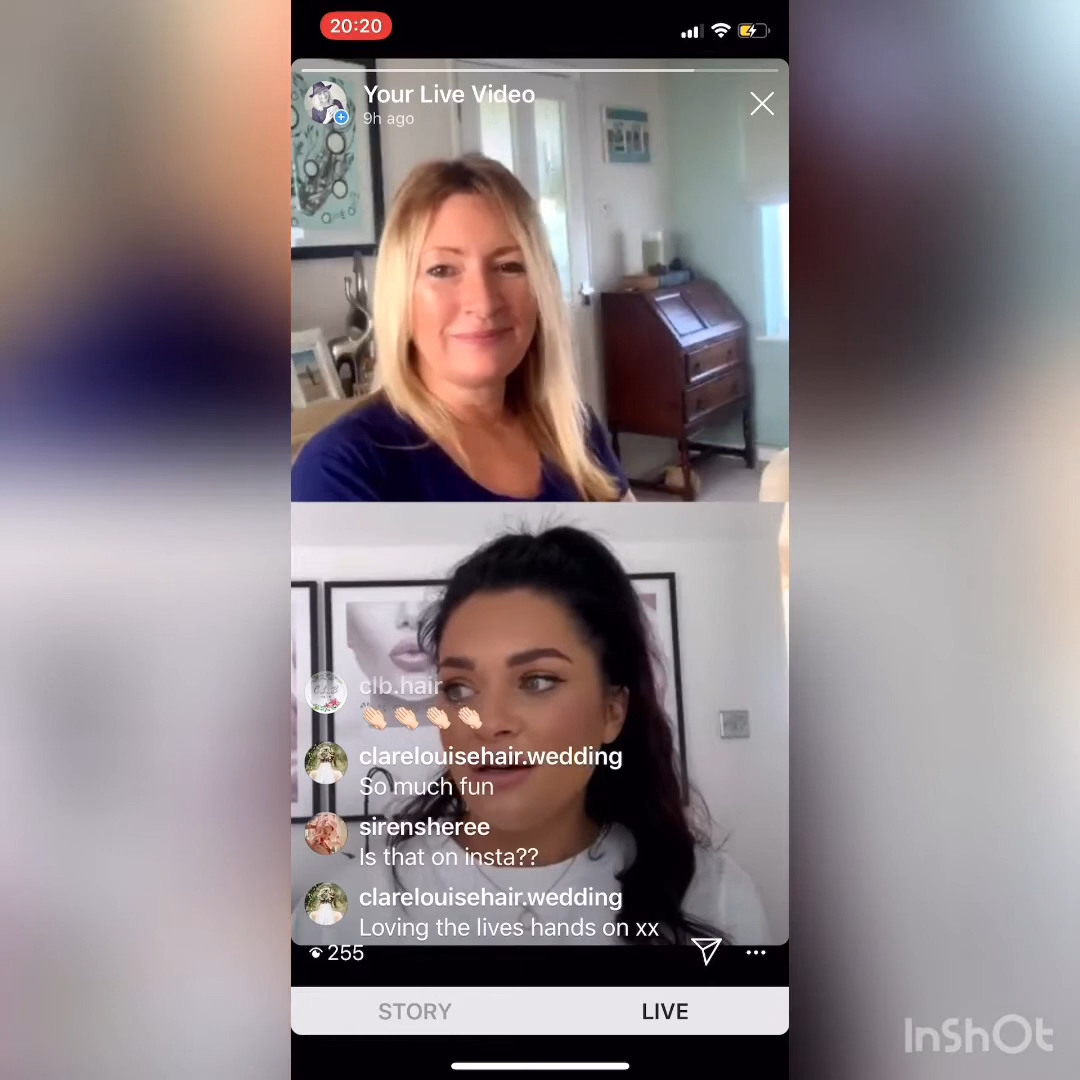 20:20
Your Live Video
9h ago
clb.hair
clarelouisehair.wedding
So much fun
sirensheree
Is that on insta??
clarelouisehair.wedding
Loving the lives hands on xx
255
STORY
LIVE
InShOt